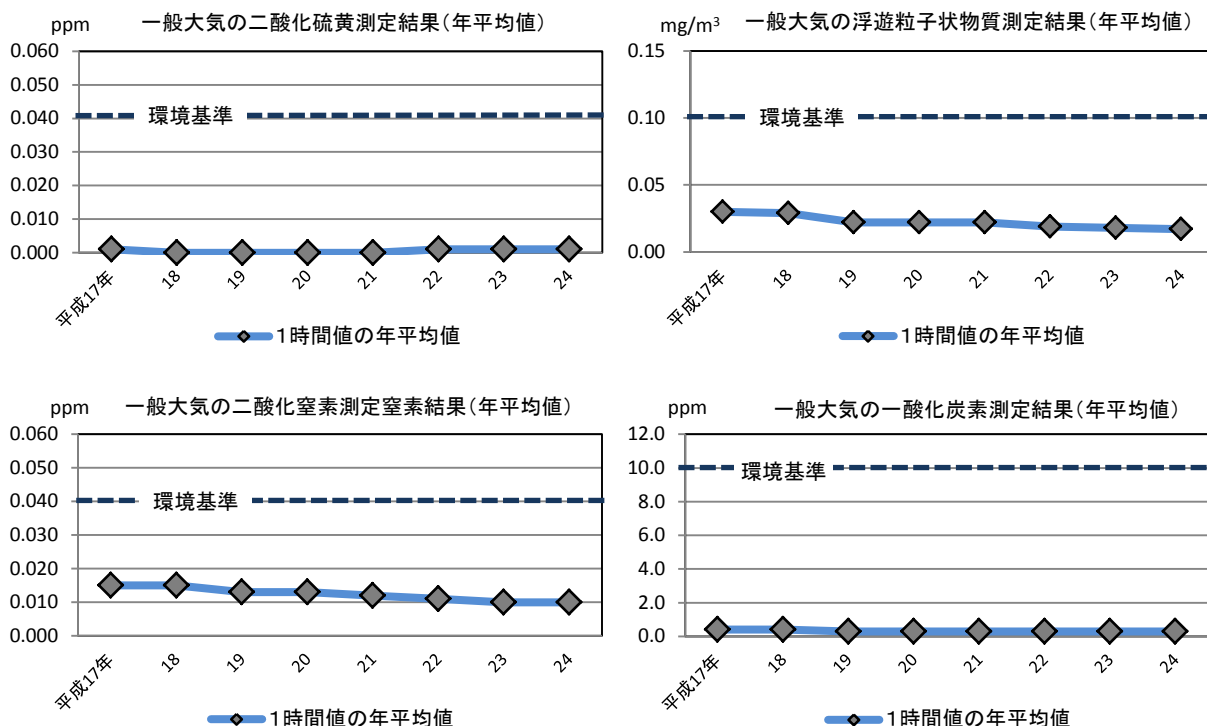 ppm 一般大気の二酸化硫黄測定結果（年平均値）
0.060
0.050
0.040
0.030
0.020
0.010
0.000
環境基準
平成17年 18 19 20 21 22 23 24
1時間値の年平均値
mg/m³ 一般大気の浮遊粒子状物質測定結果（年平均値）
0.15
0.10
0.05
0.00
環境基準
平成17年 18 19 20 21 22 23 24
1時間値の年平均値
ppm 一般大気の二酸化窒素測定窒素結果（年平均値）
0.060
0.050
0.040
0.030
0.020
0.010
0.000
環境基準
平成17年 18 19 20 21 22 23 24
1時間値の年平均値
ppm 一般大気の一酸化炭素測定結果（年平均値）
12.0
10.0
8.0
6.0
4.0
2.0
0.0
環境基準
平成17年 18 19 20 21 22 23 24
1時間値の年平均値